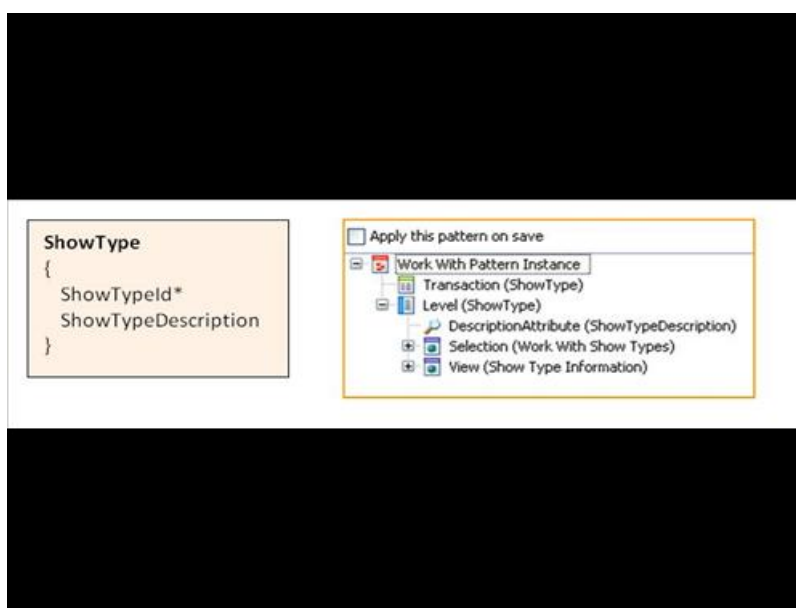 ShowType
{
ShowTypeId*
ShowTypeDescription
}
Apply this pattern on save
Work With Pattern Instance
Transaction (ShowType)
Level (ShowType)
DescriptionAttribute (ShowTypeDescription)
Selection (Work With Show Types)
View (Show Type Information)